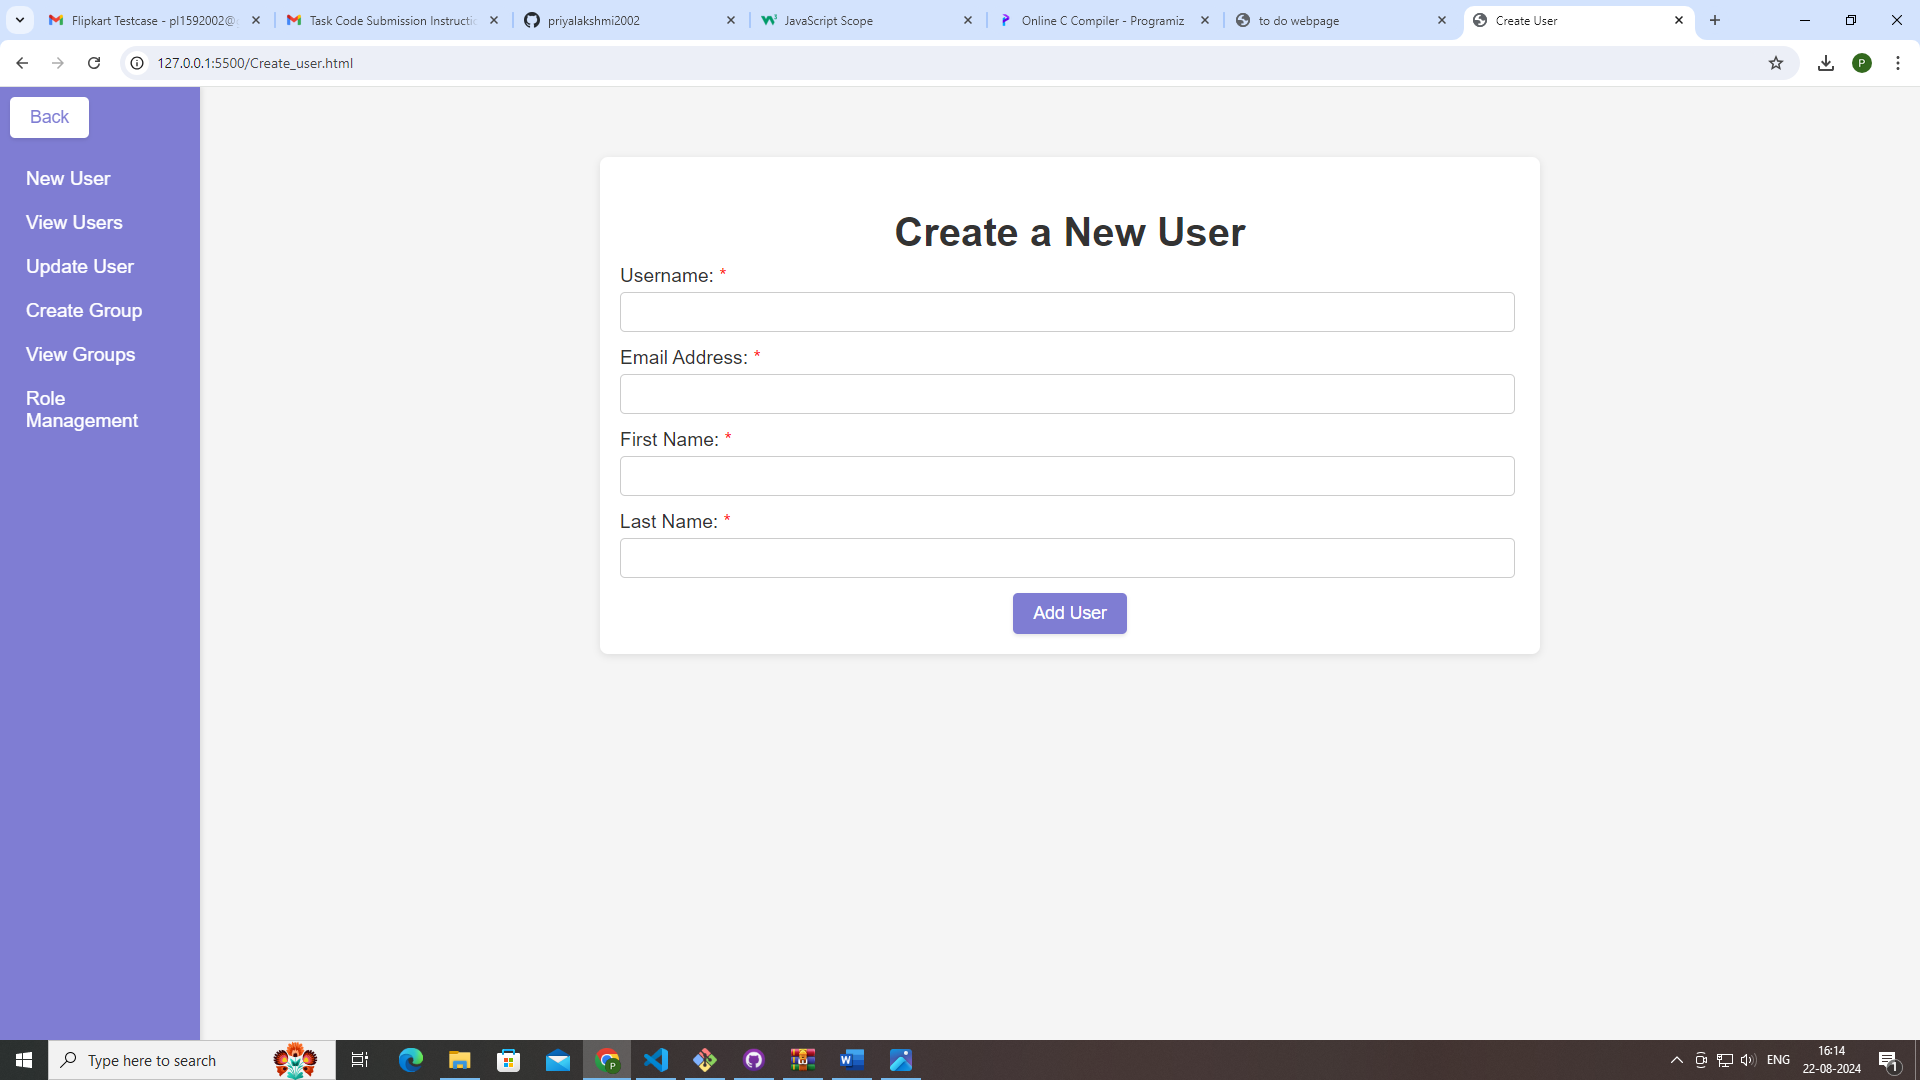 Flipkart Testcase - pl1592002@
Task Code Submission Instructi
priyalakshmi2002
JavaScript Scope
Online C Compiler - Programiz
to do webpage
Create User
127.0.0.1:5500/Create_user.html
P
Back
New User
View Users
Update User
Create Group
View Groups
Role
Management
Create a New User
Username: *
Email Address: *
First Name: *
Last Name: *
Add User
Type here to search
ENG
16:14
22-08-2024
1